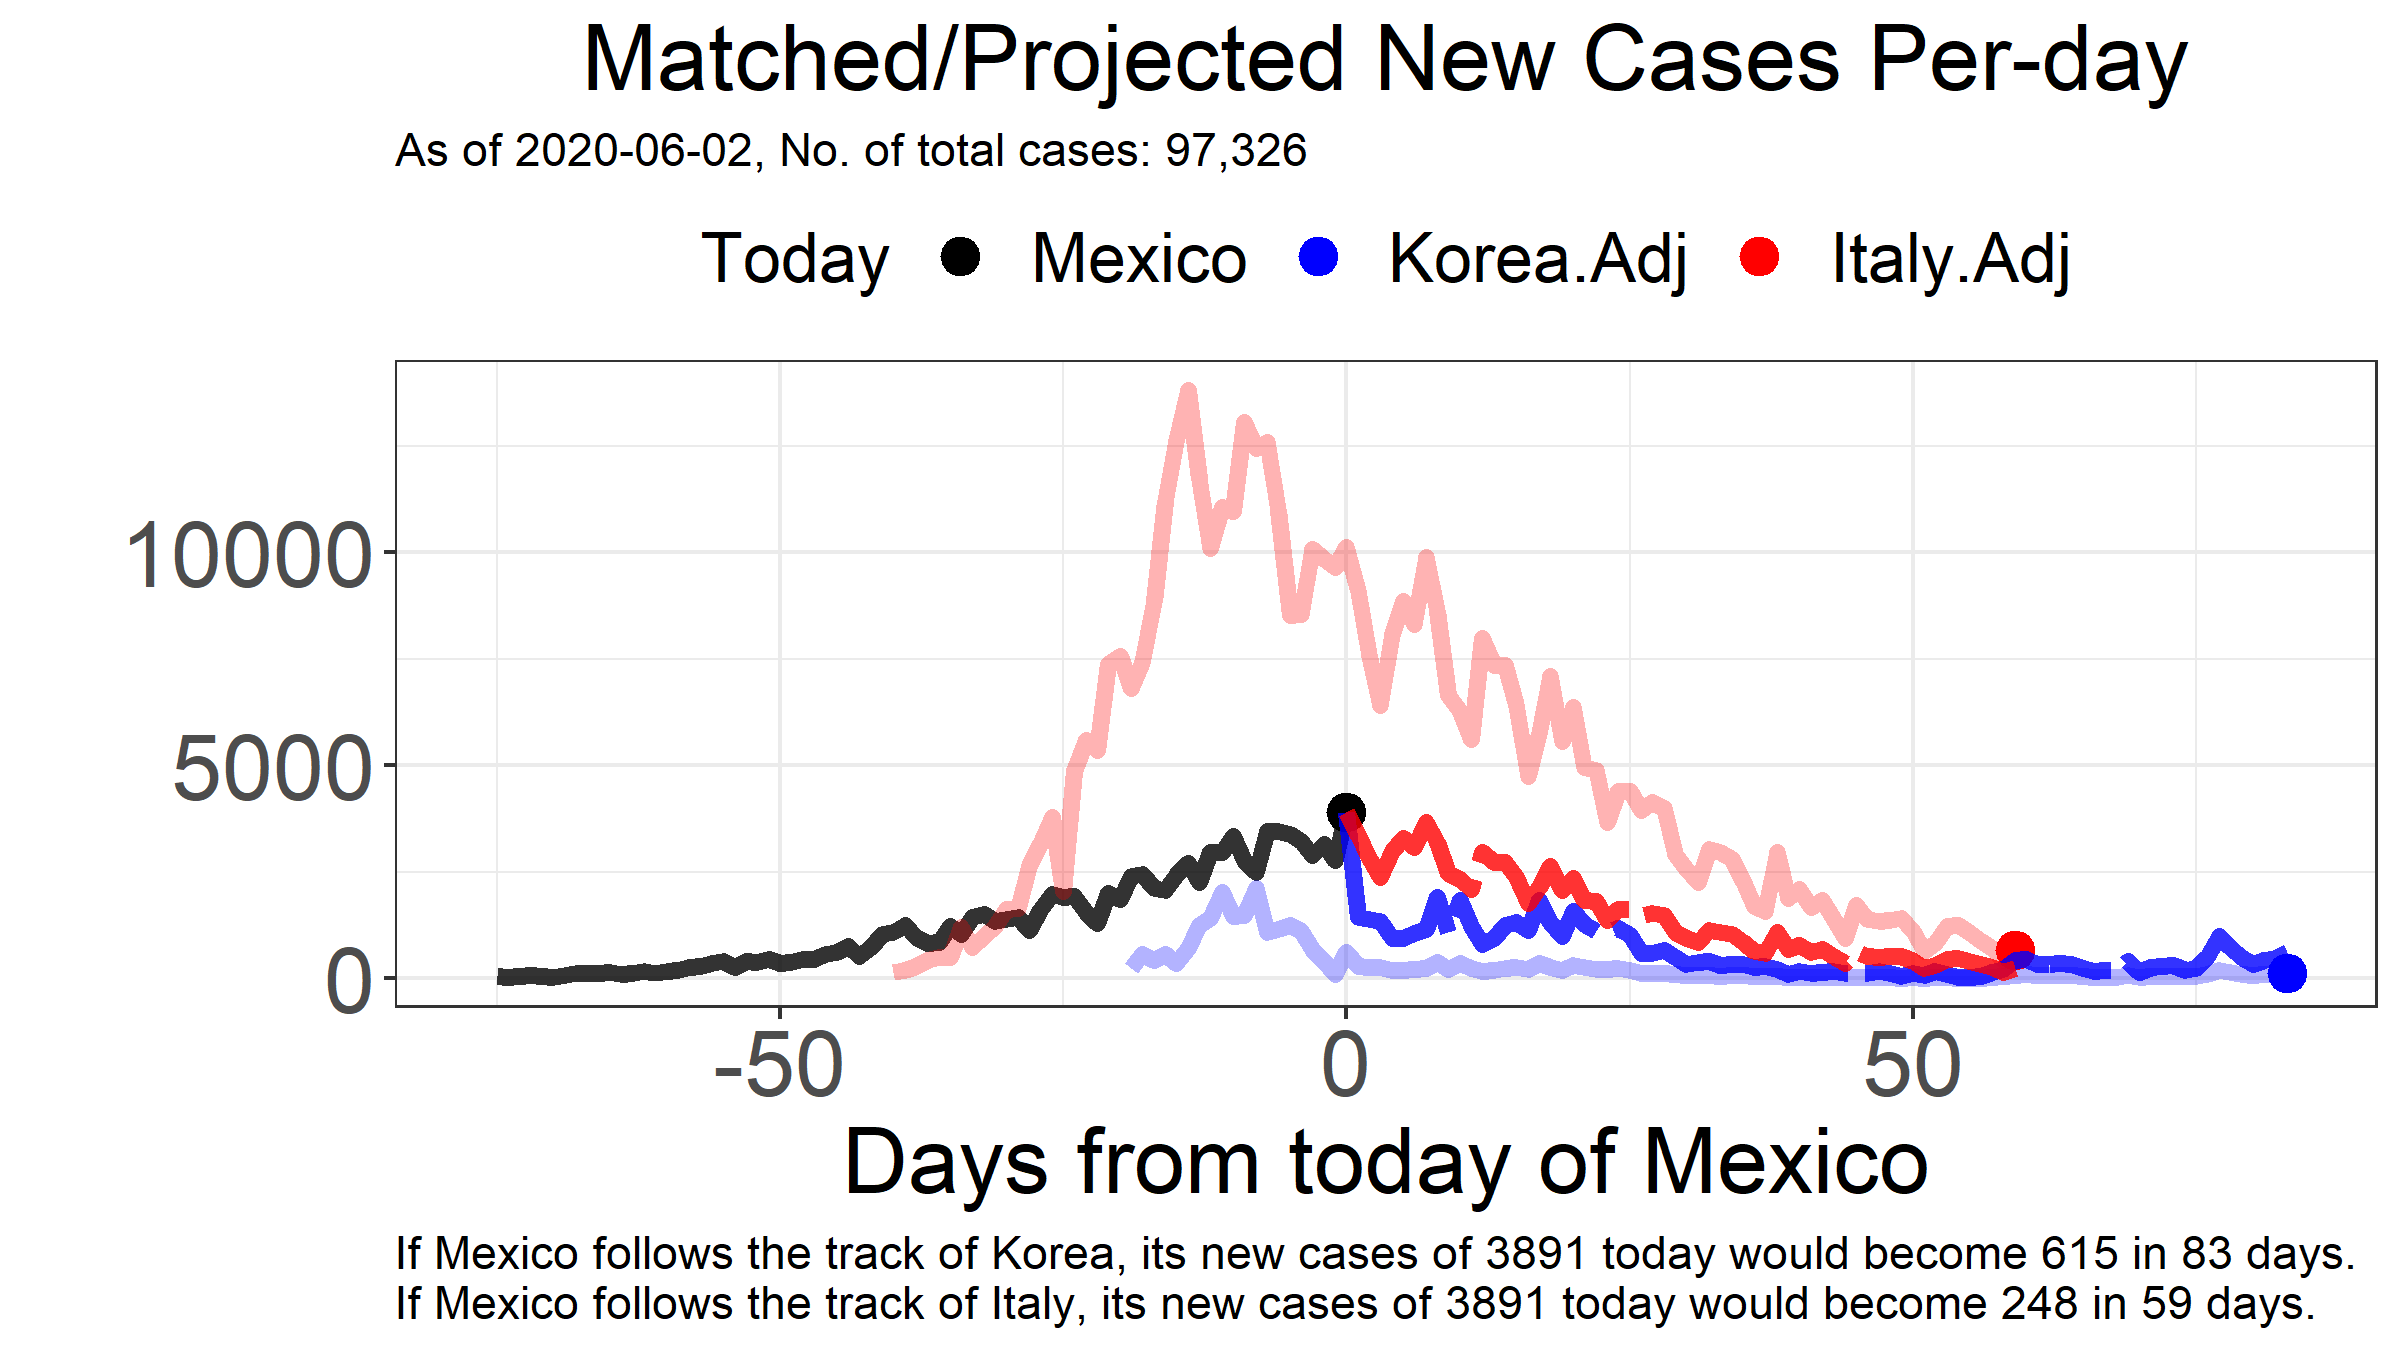 Matched/Projected New Cases Per-day
As of 2020-06-02, No. of total cases: 97,326
Today Mexico Korea.Adj Italy.Adj
10000
5000
0
-50 0 50
Days from today of Mexico
If Mexico follows the track of Korea, its new cases of 3891 today would become 615 in 83 days.
If Mexico follows the track of Italy, its new cases of 3891 today would become 248 in 59 days.